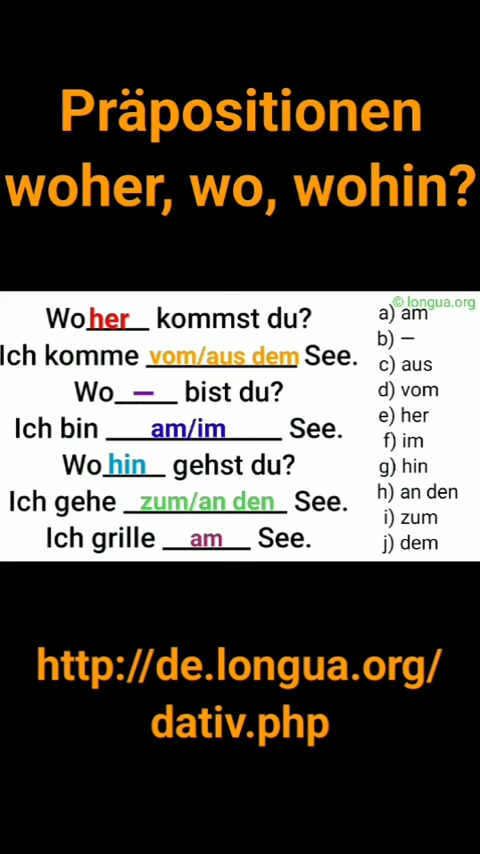 Präpositionen
woher, wo, wohin?
© longua.org
Woher kommst du?
Ich komme vom/aus dem See.
Wo — bist du?
Ich bin am/im See.
Wohin gehst du?
Ich gehe zum/an den See.
Ich grille am See.
a) am
b) —
c) aus
d) vom
e) her
f) im
g) hin
h) an den
i) zum
j) dem
http://de.longua.org/
dativ.php